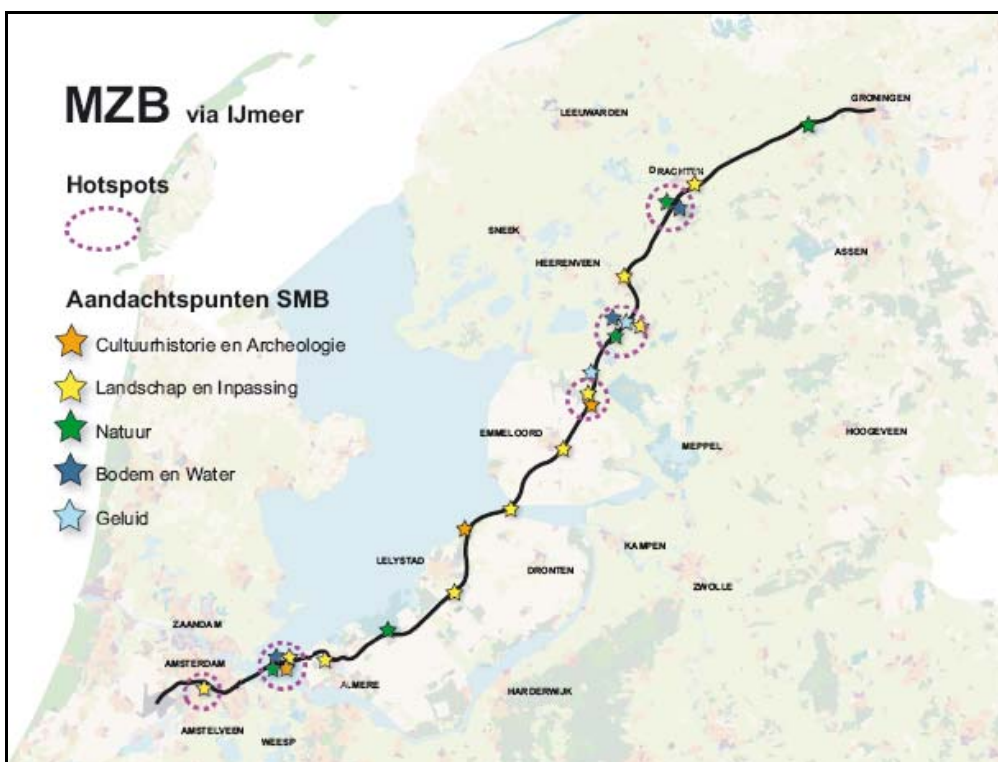 MZB via IJmeer
Hotspots
Aandachtspunten SMB
Cultuurhistorie en Archeologie
Landschap en Inpassing
Natuur
Bodem en Water
Geluid
GRONINGEN
LEEUWARDEN
DRACHTEN
SNEEK
ASSEN
HEERENVEEN
EMMELOORD
HOOGEVEEN
MEPPEL
KAMPEN
LELYSTAD
DRONTEN
ZWOLLE
ZAANDAM
AMSTERDAM
ALMERE
HARDERWIJK
AMSTELVEEN
WEESP